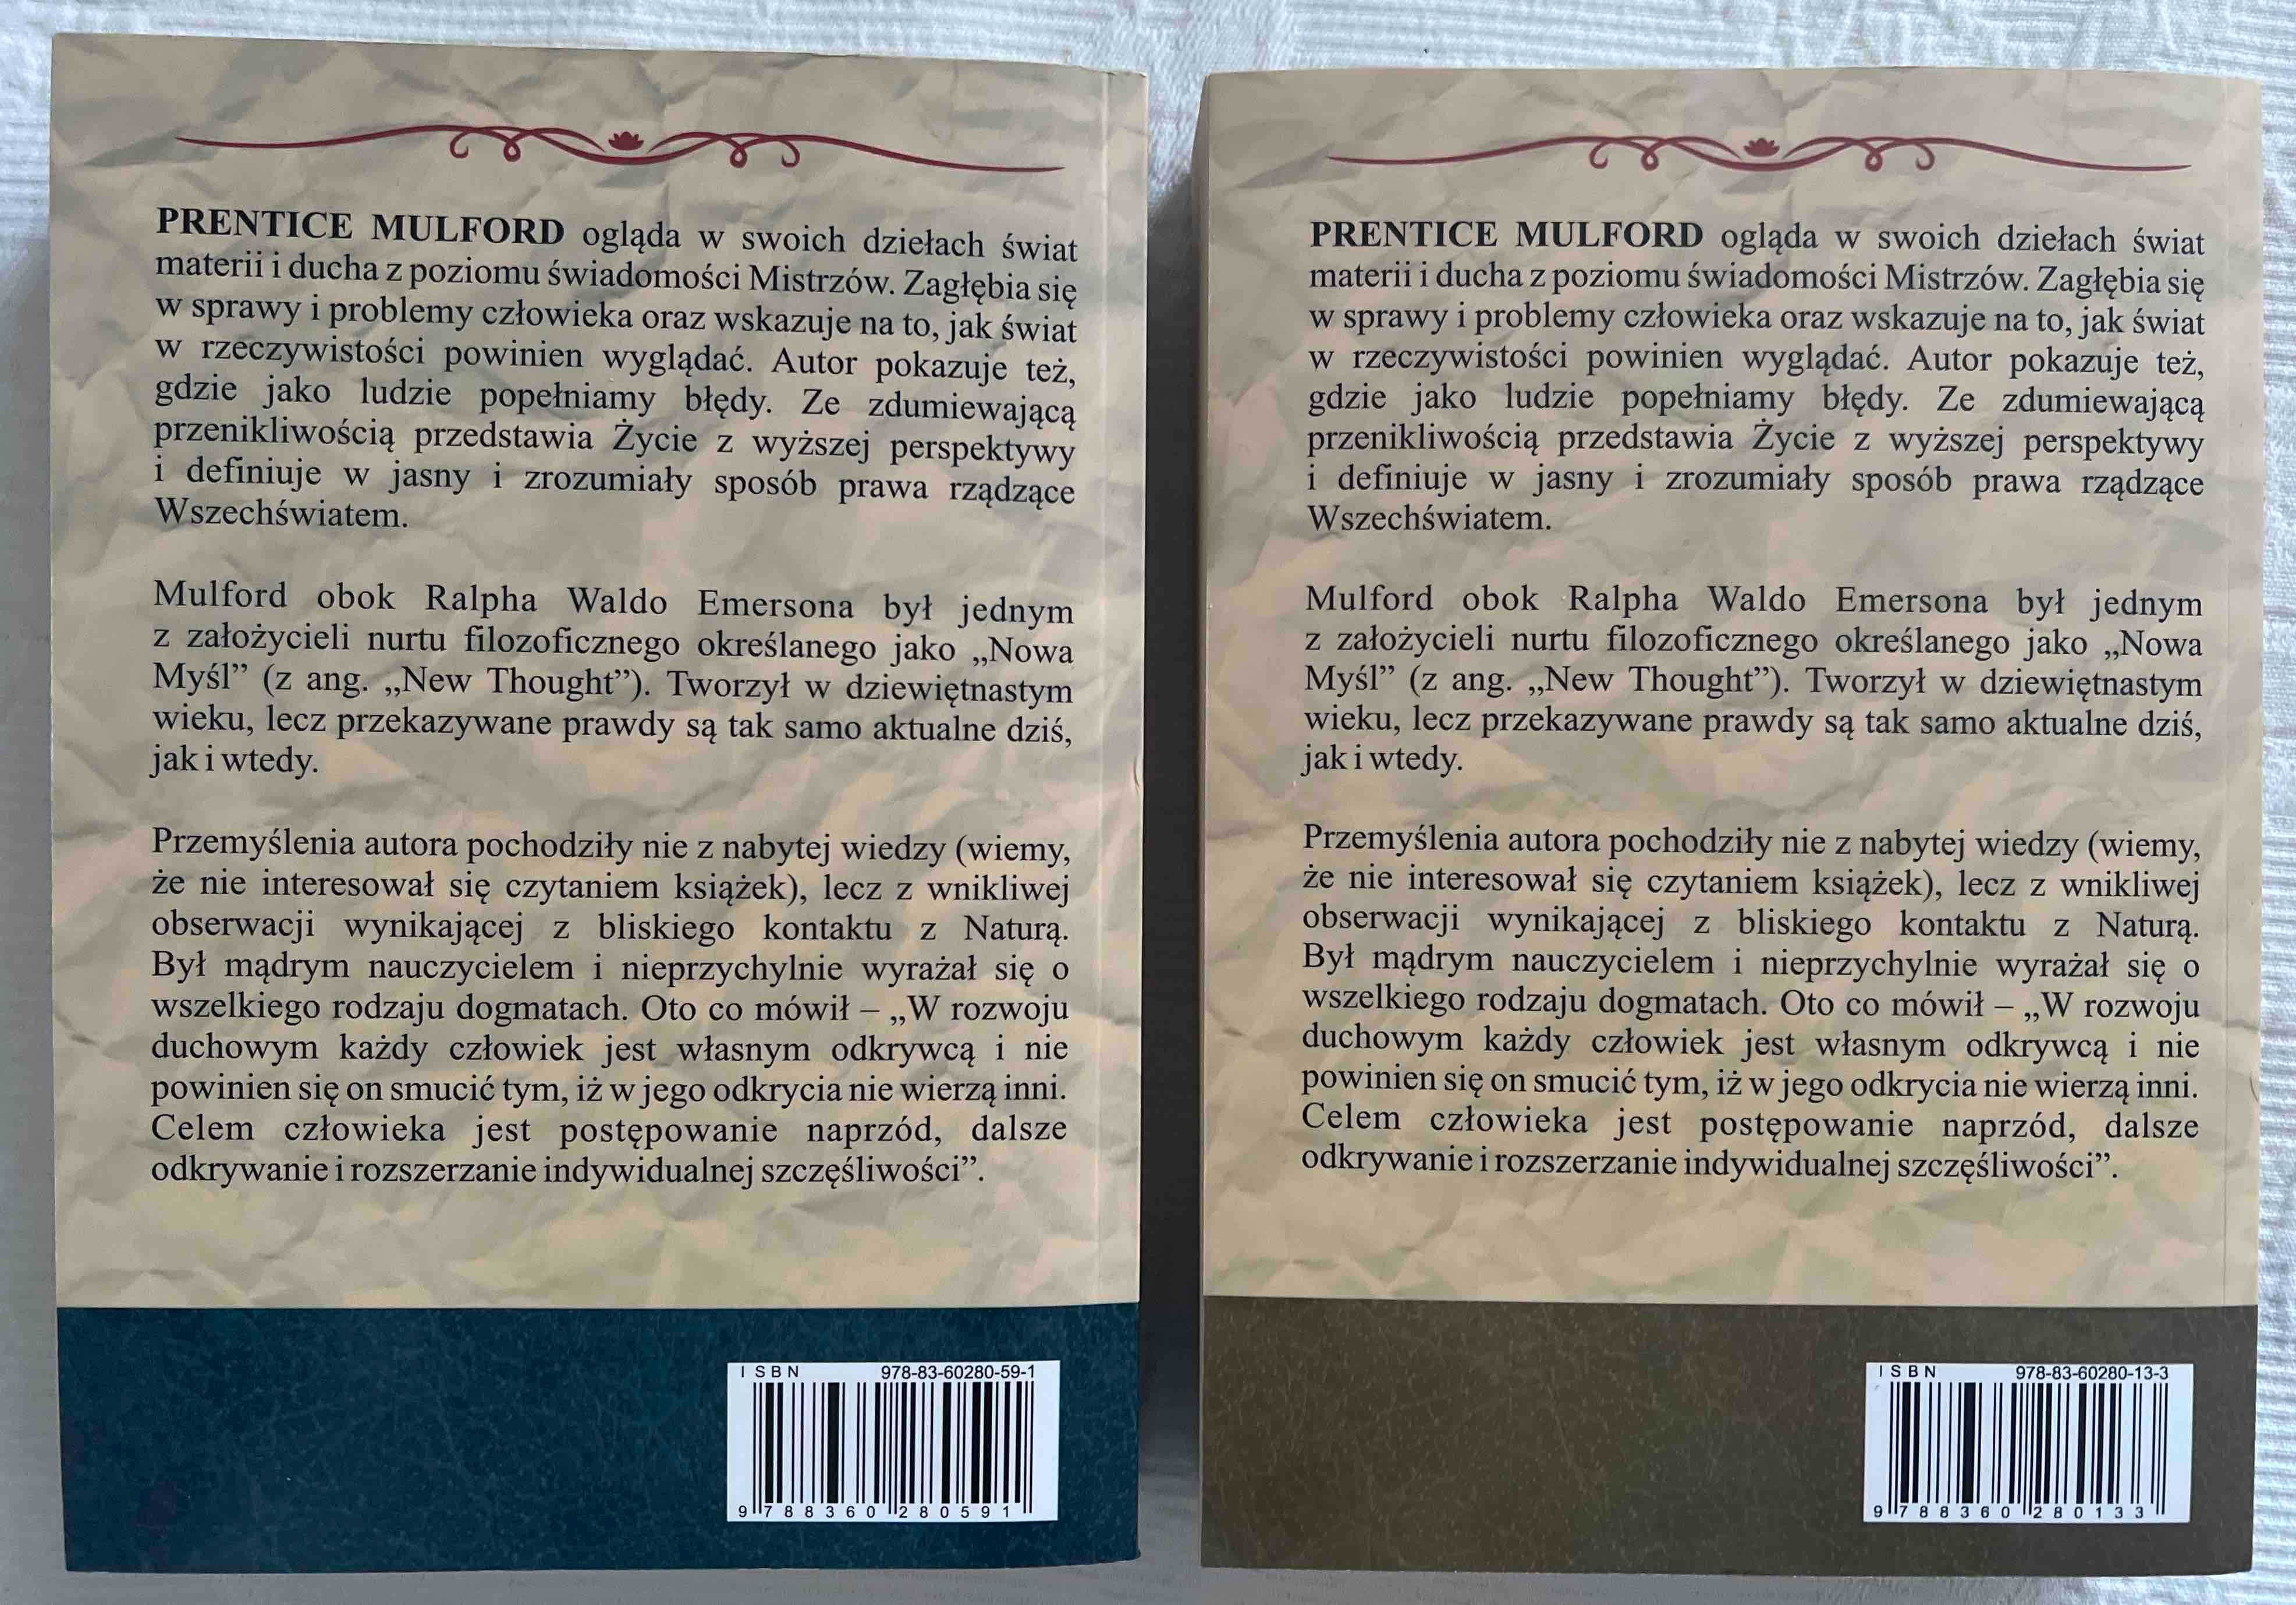 PRENTICE MULFORD ogląda w swoich dziełach świat
materii i ducha z poziomu świadomości Mistrzów. Zagłębia się
w sprawy i problemy człowieka oraz wskazuje na to, jak świat
w rzeczywistości powinien wyglądać. Autor pokazuje też,
gdzie jako ludzie popełniamy błędy. Ze zdumiewającą
przenikliwością przedstawia Życie z wyższej perspektywy
i definiuje w jasny i zrozumiały sposób prawa rządzące
Wszechświatem.
Mulford obok Ralpha Waldo Emersona był jednym
z założycieli nurtu filozoficznego określanego jako „Nowa
Myśl” (z ang. „New Thought”). Tworzył w dziewiętnastym
wieku, lecz przekazywane prawdy są tak samo aktualne dziś,
jak i wtedy.
Przemyślenia autora pochodziły nie z nabytej wiedzy (wiemy,
że nie interesował się czytaniem książek), lecz z wnikliwej
obserwacji wynikającej z bliskiego kontaktu z Naturą.
Był mądrym nauczycielem i nieprzychylnie wyrażał się o
wszelkiego rodzaju dogmatach. Oto co mówił – „W rozwoju
duchowym każdy człowiek jest własnym odkrywcą i nie
powinien się on smucić tym, iż w jego odkrycia nie wierzą inni.
Celem człowieka jest postępowanie naprzód, dalsze
odkrywanie i rozszerzanie indywidualnej szczęśliwości”.
ISBN 978-83-60280-59-1
9 788360 280591
PRENTICE MULFORD ogląda w swoich dziełach świat
materii i ducha z poziomu świadomości Mistrzów. Zagłębia się
w sprawy i problemy człowieka oraz wskazuje na to, jak świat
w rzeczywistości powinien wyglądać. Autor pokazuje też,
gdzie jako ludzie popełniamy błędy. Ze zdumiewającą
przenikliwością przedstawia Życie z wyższej perspektywy
i definiuje w jasny i zrozumiały sposób prawa rządzące
Wszechświatem.
Mulford obok Ralpha Waldo Emersona był jednym
z założycieli nurtu filozoficznego określanego jako „Nowa
Myśl” (z ang. „New Thought”). Tworzył w dziewiętnastym
wieku, lecz przekazywane prawdy są tak samo aktualne dziś,
jak i wtedy.
Przemyślenia autora pochodziły nie z nabytej wiedzy (wiemy,
że nie interesował się czytaniem książek), lecz z wnikliwej
obserwacji wynikającej z bliskiego kontaktu z Naturą.
Był mądrym nauczycielem i nieprzychylnie wyrażał się o
wszelkiego rodzaju dogmatach. Oto co mówił – „W rozwoju
duchowym każdy człowiek jest własnym odkrywcą i nie
powinien się on smucić tym, iż w jego odkrycia nie wierzą inni.
Celem człowieka jest postępowanie naprzód, dalsze
odkrywanie i rozszerzanie indywidualnej szczęśliwości”.
ISBN 978-83-60280-13-3
9 788360 280133